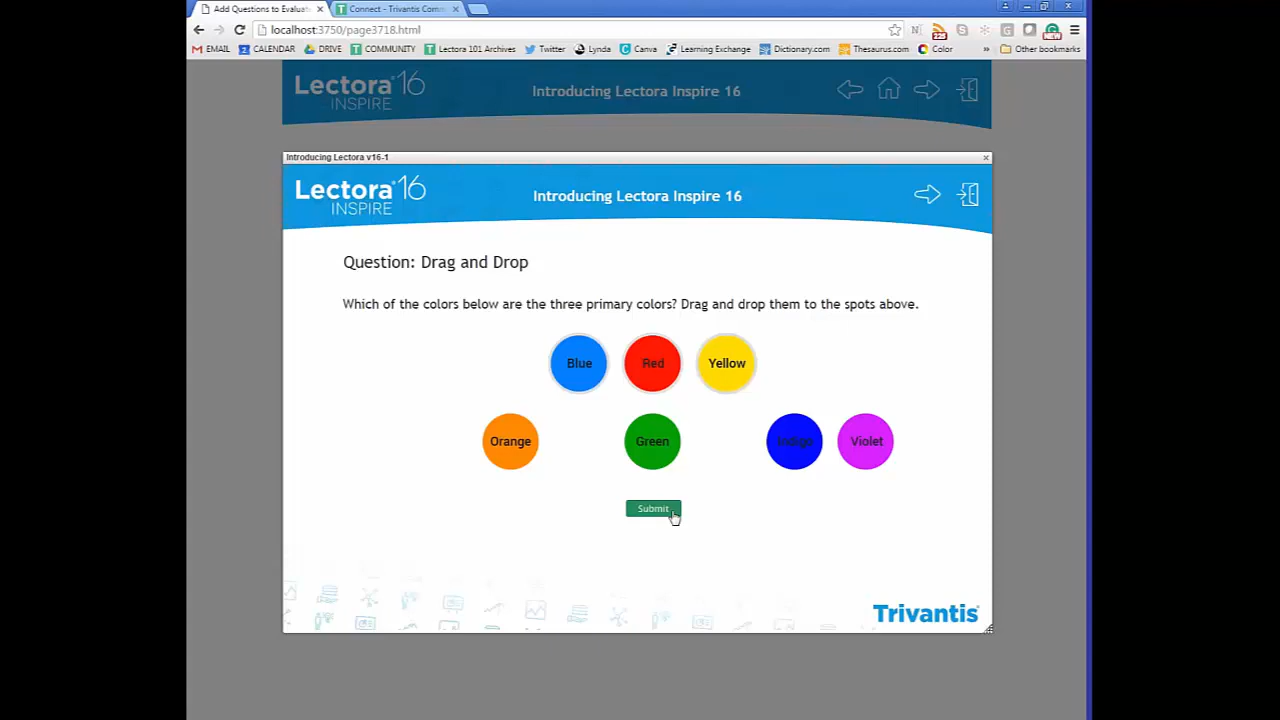 Add Questions to Evaluat
Connect - Trivantis Comm
localhost:3750/page3718.html
EMAIL CALENDAR DRIVE COMMUNITY Lectora 101 Archives Twitter Lynda Canva Learning Exchange Dictionary.com Thesaurus.com Color » Other bookmarks
Lectora 16
INSPIRE
Introducing Lectora Inspire 16
Introducing Lectora v16-1
Lectora 16
INSPIRE
Introducing Lectora Inspire 16
Question: Drag and Drop
Which of the colors below are the three primary colors? Drag and drop them to the spots above.
Blue Red Yellow
Orange Green Indigo Violet
Submit
Trivantis